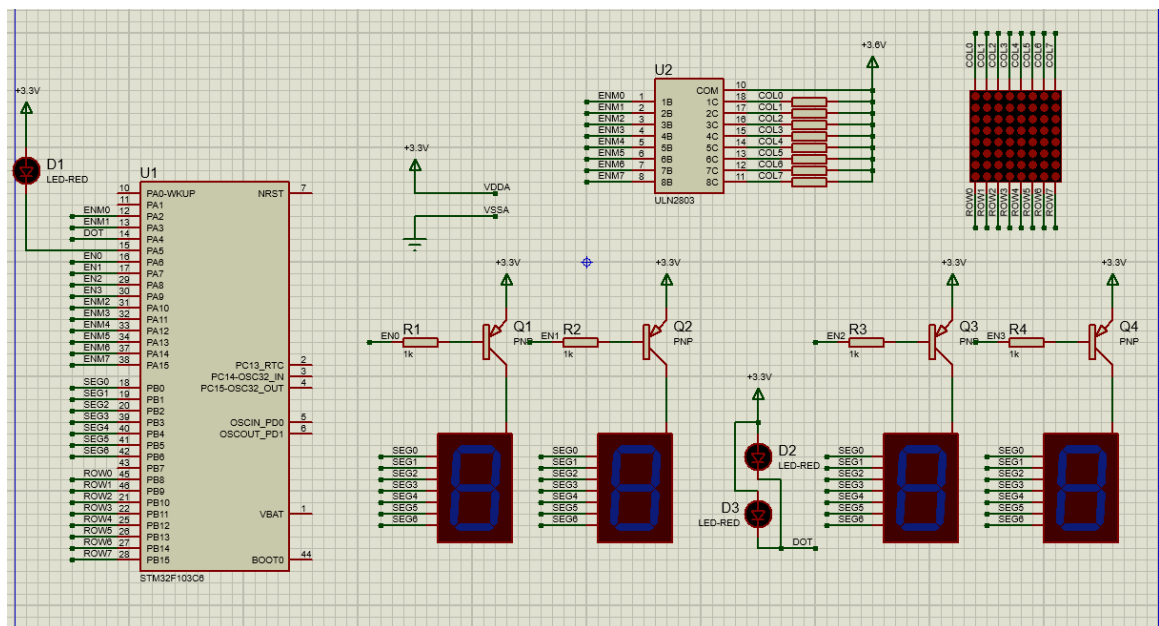 +3.3V
D1
LED-RED
U1
10 PA0-WKUP NRST 7
11 PA1
ENM0 12 PA2
ENM1 13 PA3
DOT 14 PA4
15 PA5
EN0 16 PA6
EN1 17 PA7
EN2 29 PA8
EN3 30 PA9
ENM2 31 PA10
ENM3 32 PA11
ENM4 33 PA12
ENM5 34 PA13
ENM6 37 PA14
ENM7 38 PA15
PC13_RTC 2
PC14-OSC32_IN 3
PC15-OSC32_OUT 4
SEG0 18 PB0
SEG1 19 PB1
SEG2 20 PB2
SEG3 39 PB3
SEG4 40 PB4
SEG5 41 PB5
SEG6 42 PB6
43 PB7
OSCIN_PD0 5
OSCOUT_PD1 6
ROW0 45 PB8
ROW1 46 PB9
ROW2 21 PB10
ROW3 22 PB11
ROW4 25 PB12
ROW5 26 PB13
ROW6 27 PB14
ROW7 28 PB15
VBAT 1
BOOT0 44
STM32F103C6
+3.3V
VDDA
VSSA
U2
+3.6V
COM 10
ENM0 1 1B 1C 18 COL0
ENM1 2 2B 2C 17 COL1
ENM2 3 3B 3C 16 COL2
ENM3 4 4B 4C 15 COL3
ENM4 5 5B 5C 14 COL4
ENM5 6 6B 6C 13 COL5
ENM6 7 7B 7C 12 COL6
ENM7 8 8B 8C 11 COL7
ULN2803
COL0
COL1
COL2
COL3
COL4
COL5
COL6
COL7
ROW0
ROW1
ROW2
ROW3
ROW4
ROW5
ROW6
ROW7
+3.3V
EN0 R1 Q1
1k PNP
SEG0
SEG1
SEG2
SEG3
SEG4
SEG5
SEG6
+3.3V
EN1 R2 Q2
1k PNP
SEG0
SEG1
SEG2
SEG3
SEG4
SEG5
SEG6
+3.3V
D2
LED-RED
D3
LED-RED
DOT
+3.3V
EN2 R3 Q3
1k PNP
SEG0
SEG1
SEG2
SEG3
SEG4
SEG5
SEG6
+3.3V
EN3 R4 Q4
1k PNP
SEG0
SEG1
SEG2
SEG3
SEG4
SEG5
SEG6